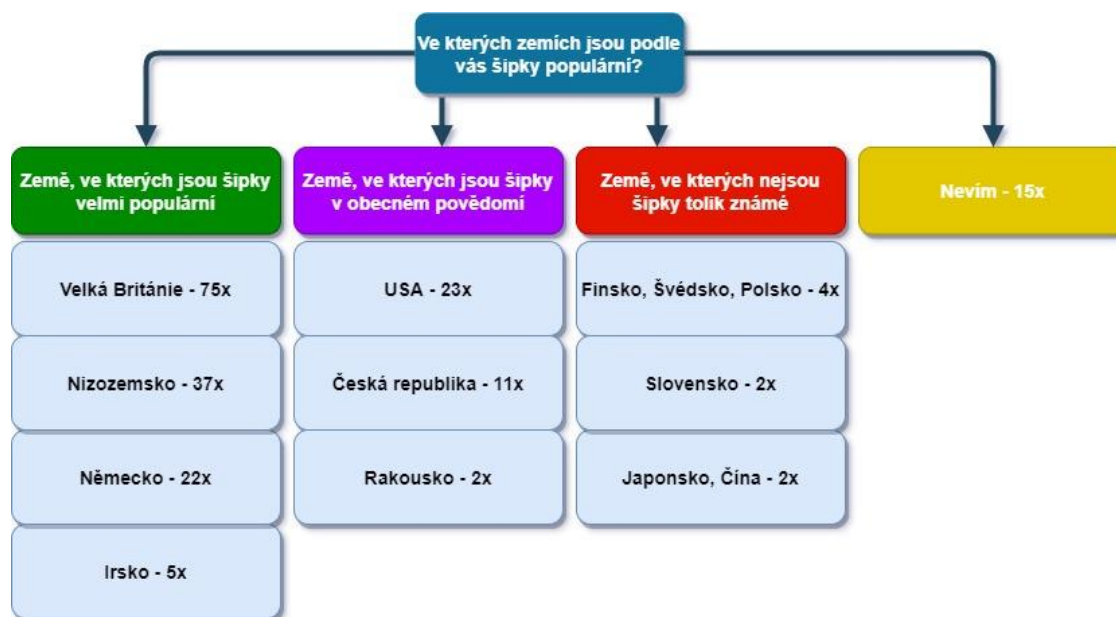 Ve kterých zemích jsou podle
vás šipky populární?
Země, ve kterých jsou šipky
velmi populární
Velká Británie - 75x
Nizozemsko - 37x
Německo - 22x
Irsko - 5x
Země, ve kterých jsou šipky
v obecném povědomí
USA - 23x
Česká republika - 11x
Rakousko - 2x
Země, ve kterých nejsou
šipky tolik známé
Finsko, Švédsko, Polsko - 4x
Slovensko - 2x
Japonsko, Čína - 2x
Nevím - 15x